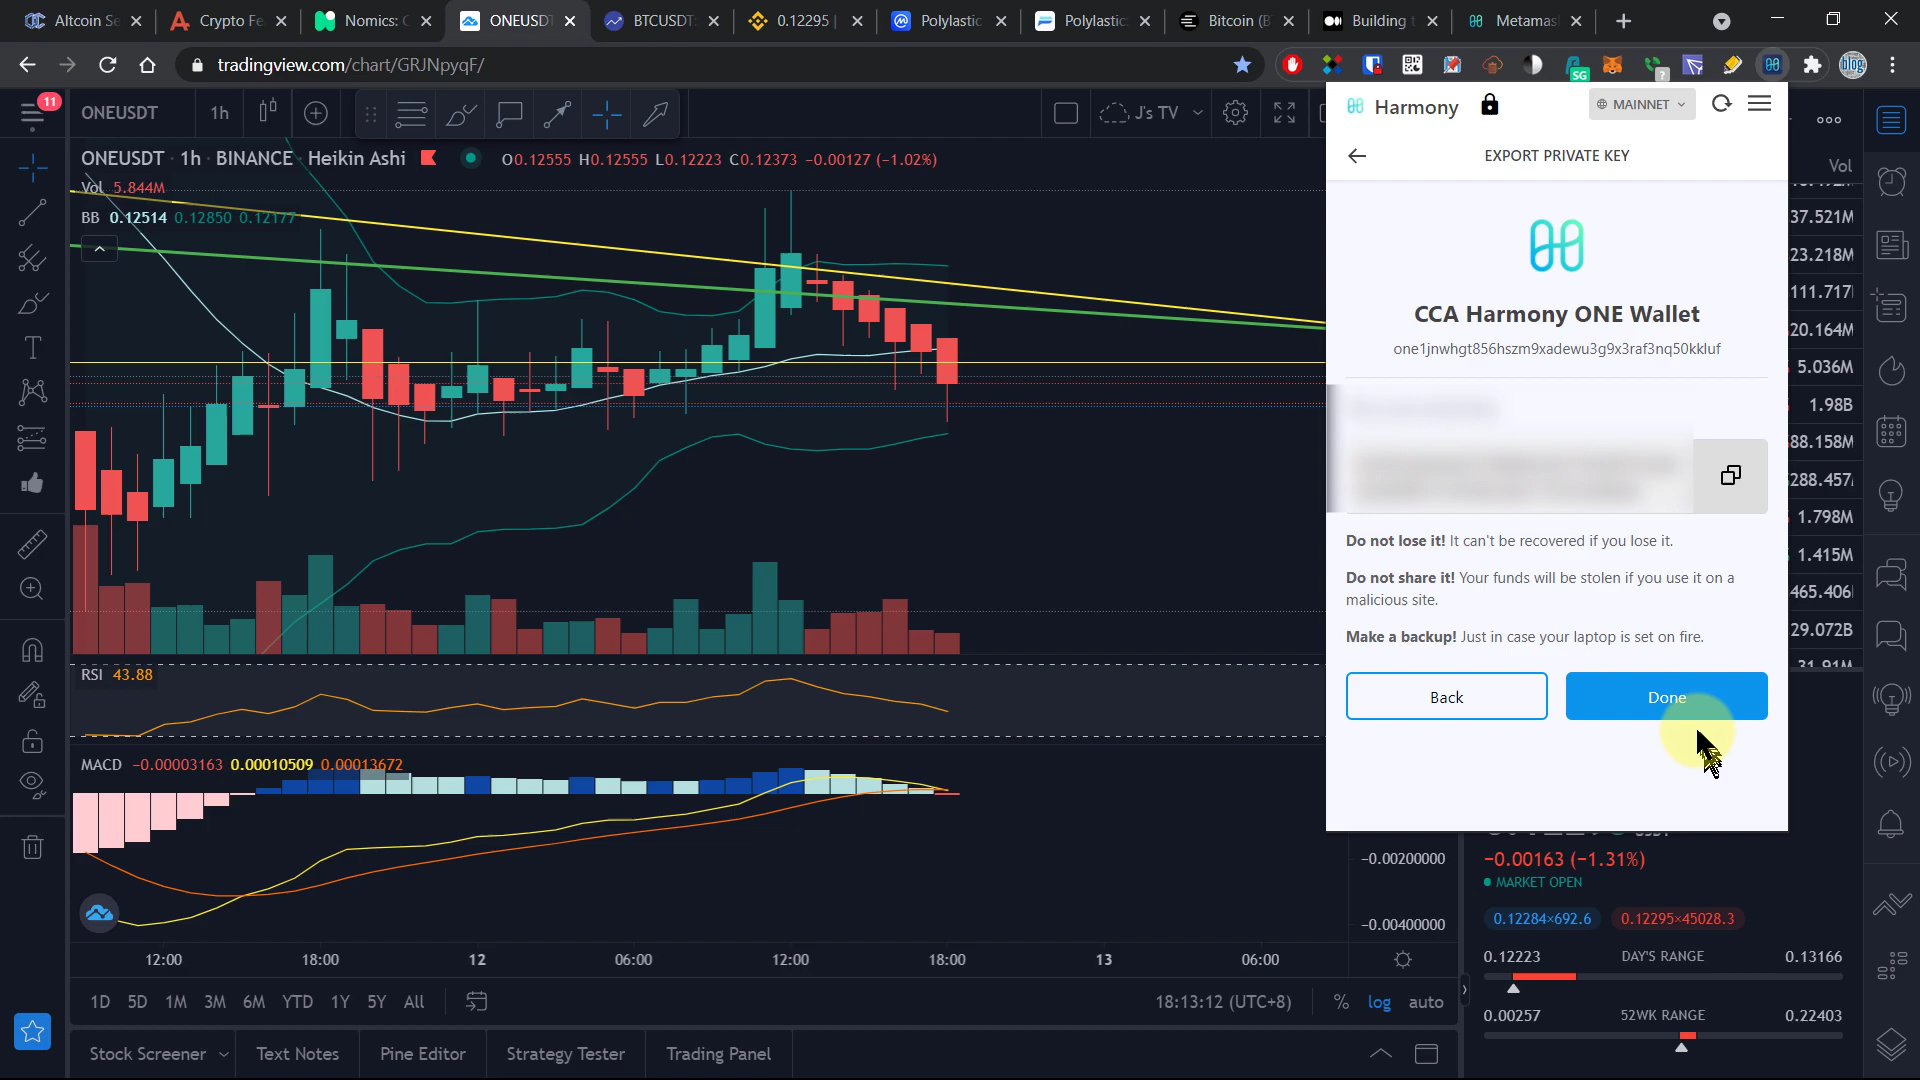 Altcoin Se
Crypto Fe
Nomics: C
ONEUSDT
BTCUSDT
0.12295 |
Polylastic
Polylastic
Bitcoin (B
Building t
Metamas
tradingview.com/chart/GRJNpyqF/
SG
?
blog
11
ONEUSDT
1h
J's TV
Harmony
MAINNET
ONEUSDT · 1h · BINANCE · Heikin Ashi
O0.12555 H0.12555 L0.12223 C0.12373 -0.00127 (-1.02%)
EXPORT PRIVATE KEY
Vol
Vol 5.844M
BB 0.12514 0.12850 0.12177
37.521M
23.218M
111.717
20.164M
5.036M
1.98B
88.158M
288.457
1.798M
1.415M
465.406
29.072B
31.91M
CCA Harmony ONE Wallet
one1jnwhgt856hszm9xadewu3g9x3raf3nq50kkluf
Do not lose it! It can't be recovered if you lose it.
Do not share it! Your funds will be stolen if you use it on a
malicious site.
Make a backup! Just in case your laptop is set on fire.
Back
Done
RSI 43.88
MACD -0.00003163 0.00010509 0.00013672
-0.00200000
-0.00400000
-0.00163 (-1.31%)
MARKET OPEN
0.12284×692.6
0.12295×45028.3
0.12223
DAY'S RANGE
0.13166
0.00257
52WK RANGE
0.22403
12:00
18:00
12
06:00
12:00
18:00
13
06:00
1D
5D
1M
3M
6M
YTD
1Y
5Y
All
18:13:12 (UTC+8)
%
log
auto
Stock Screener
Text Notes
Pine Editor
Strategy Tester
Trading Panel